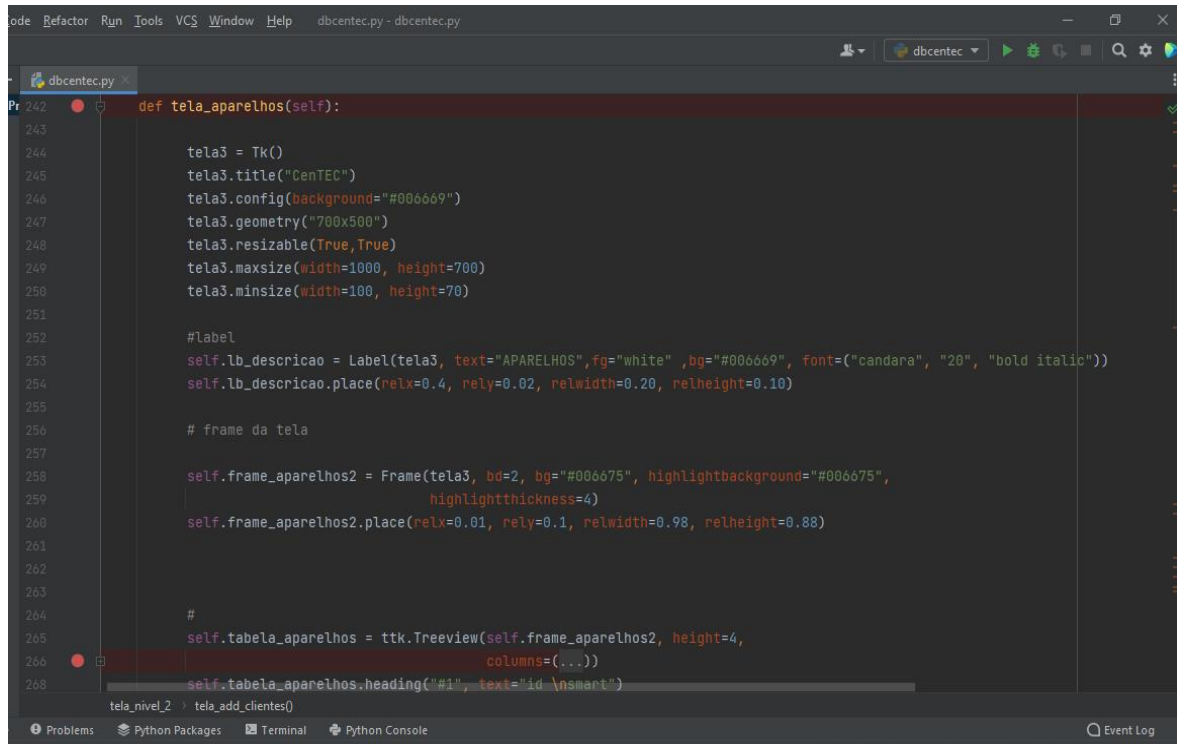 ode Refactor Run Tools VCS Window Help dbcentec.py - dbcentec.py
dbcentec
dbcentec.py
Pr 242 def tela_aparelhos(self):
243
244 tela3 = Tk()
245 tela3.title("CenTEC")
246 tela3.config(background="#006669")
247 tela3.geometry("700x500")
248 tela3.resizable(True,True)
249 tela3.maxsize(width=1000, height=700)
250 tela3.minsize(width=100, height=70)
251
252 #label
253 self.lb_descricao = Label(tela3, text="APARELHOS",fg="white" ,bg="#006669", font=("candara", "20", "bold italic"))
254 self.lb_descricao.place(relx=0.4, rely=0.02, relwidth=0.20, relheight=0.10)
255
256 # frame da tela
257
258 self.frame_aparelhos2 = Frame(tela3, bd=2, bg="#006675", highlightbackground="#006675",
259 highlightthickness=4)
260 self.frame_aparelhos2.place(relx=0.01, rely=0.1, relwidth=0.98, relheight=0.88)
261
262
263
264 #
265 self.tabela_aparelhos = ttk.Treeview(self.frame_aparelhos2, height=4,
266 columns=(...))
268 self.tabela_aparelhos.heading("#1", text="id \nsmart")
tela_nivel_2 › tela_add_clientes()
Problems Python Packages Terminal Python Console Event Log